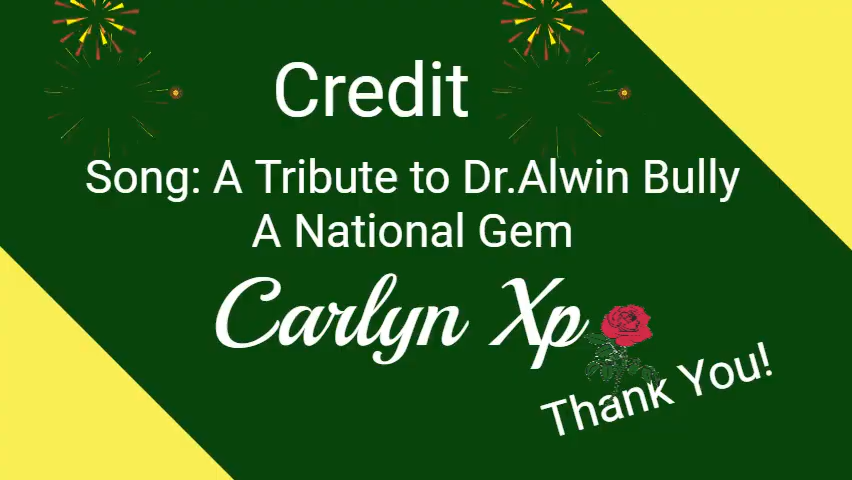 Credit
Song: A Tribute to Dr.Alwin Bully
A National Gem
Carlyn Xp
Thank You!